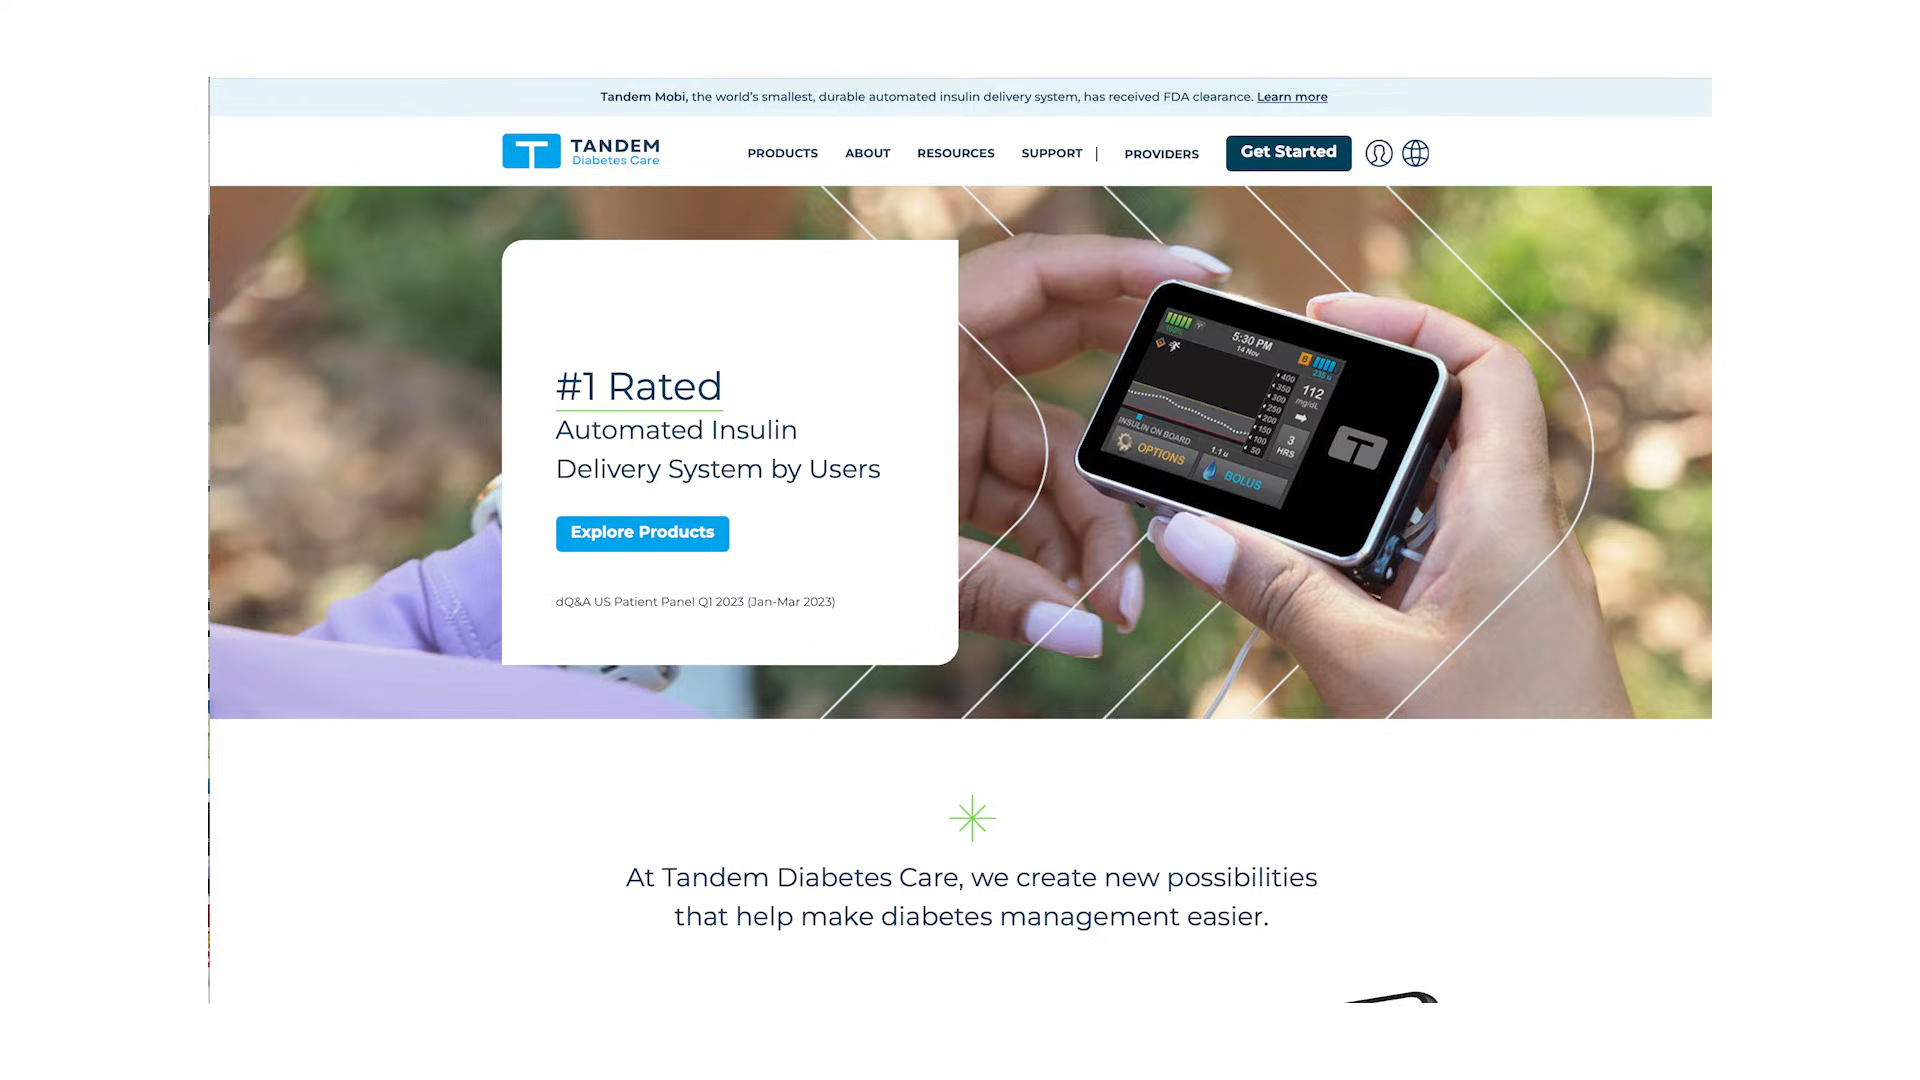 Tandem Mobi, the world's smallest, durable automated insulin delivery system, has received FDA clearance. Learn more
TANDEM
Diabetes Care
PRODUCTS ABOUT RESOURCES SUPPORT | PROVIDERS Get Started
#1 Rated
Automated Insulin
Delivery System by Users
Explore Products
dQ&A US Patient Panel Q1 2023 (Jan-Mar 2023)
100%
5:30 PM
14 Nov
B
235 u
400
350
300
250
200
150
100
50
112
mg/dL
3
HRS
INSULIN ON BOARD
1.1 u
OPTIONS
BOLUS
At Tandem Diabetes Care, we create new possibilities
that help make diabetes management easier.